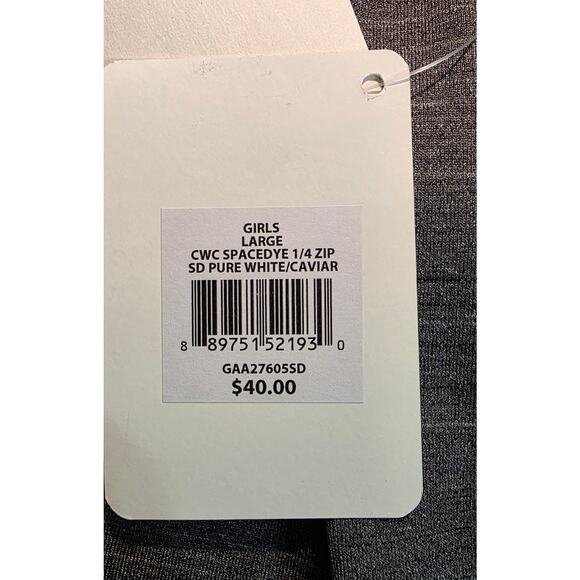 GIRLS
LARGE
CWC SPACEDYE 1/4 ZIP
SD PURE WHITE/CAVIAR
8 89751 52193 0
GAA27605SD
$40.00